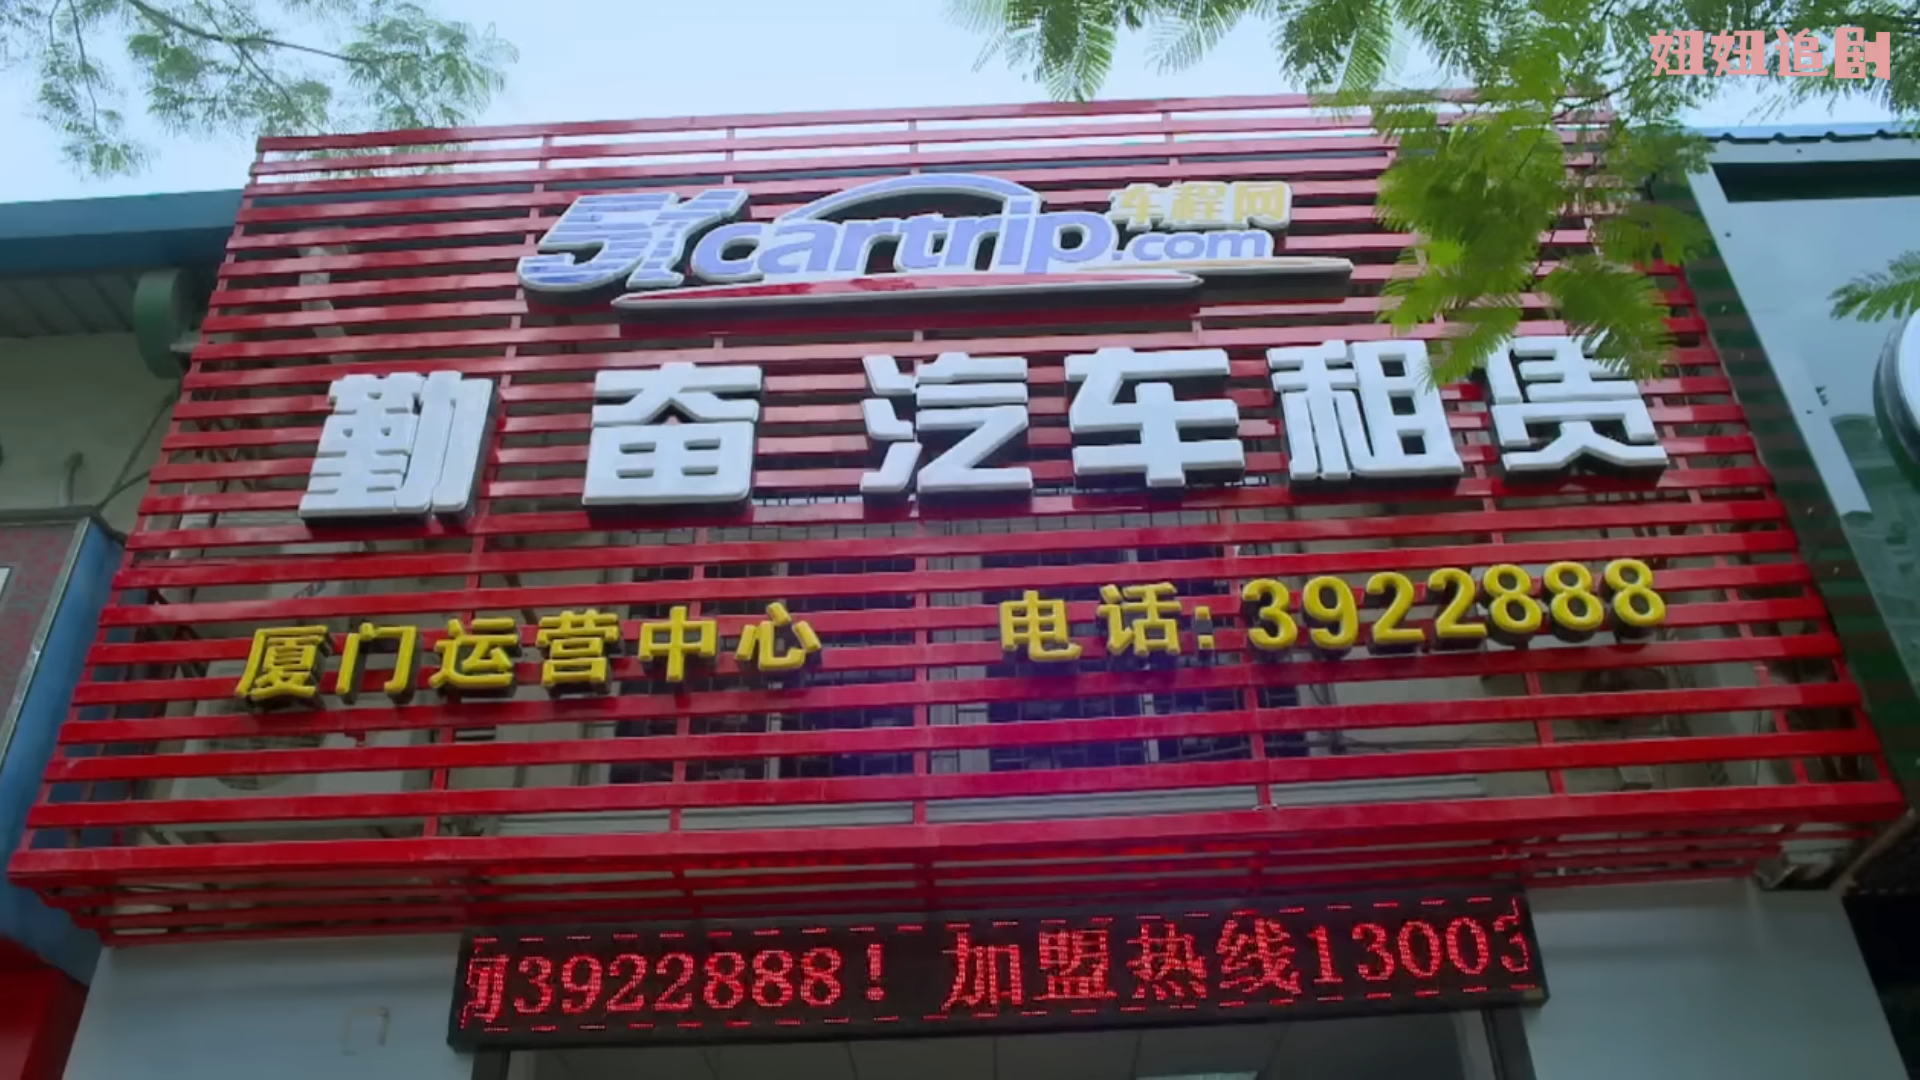 妞妞追剧
车程网
51cartrip.com
勤奋汽车租赁
厦门运营中心 电话:3922888
3922888！加盟热线13003